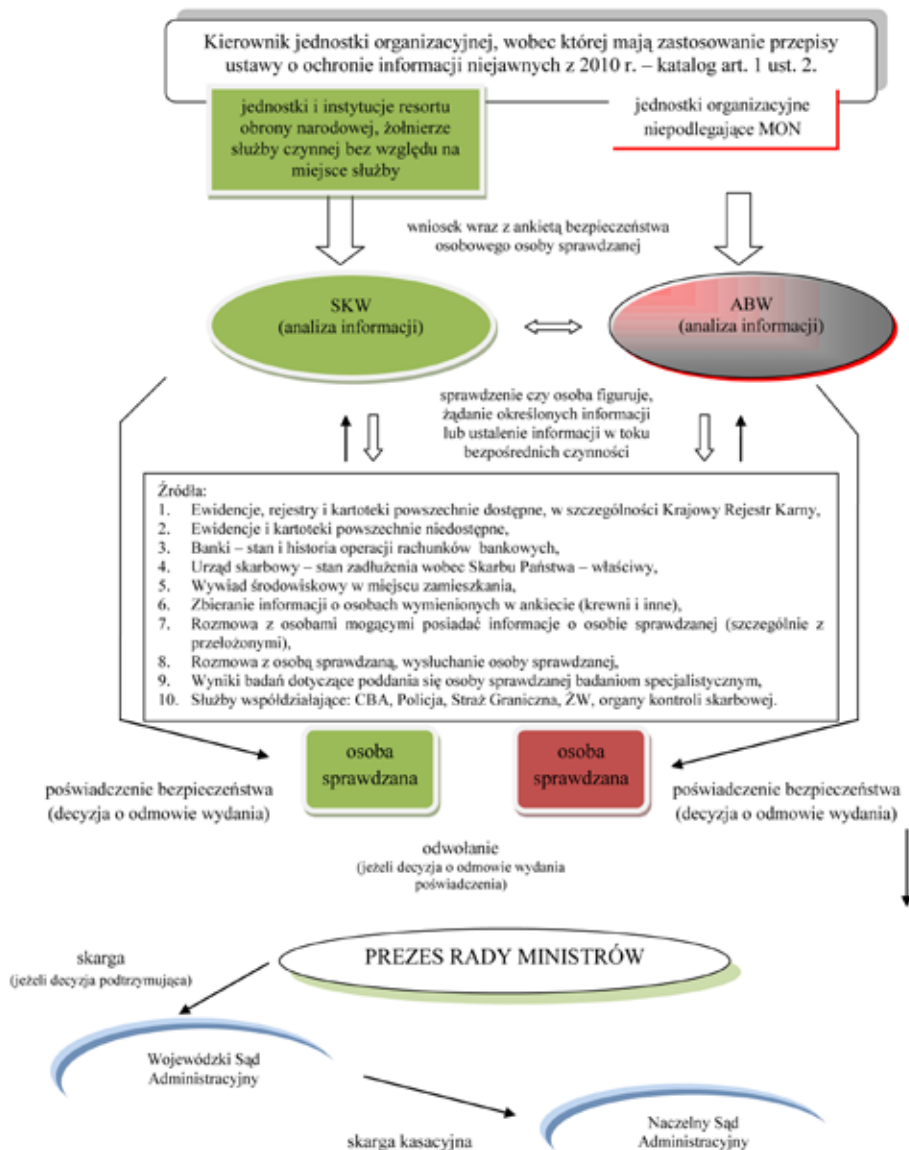 Kierownik jednostki organizacyjnej, wobec której mają zastosowanie przepisy
ustawy o ochronie informacji niejawnych z 2010 r. – katalog art. 1 ust. 2.
jednostki i instytucje resortu
obrony narodowej, żołnierze
służby czynnej bez względu na
miejsce służby
jednostki organizacyjne
niepodlegające MON
wniosek wraz z ankietą bezpieczeństwa
osobowego osoby sprawdzanej
SKW
(analiza informacji)
ABW
(analiza informacji)
sprawdzenie czy osoba figuruje,
żądanie określonych informacji
lub ustalenie informacji w toku
bezpośrednich czynności
Źródła:
1. Ewidencje, rejestry i kartoteki powszechnie dostępne, w szczególności Krajowy Rejestr Karny,
2. Ewidencje i kartoteki powszechnie niedostępne,
3. Banki – stan i historia operacji rachunków bankowych,
4. Urząd skarbowy – stan zadłużenia wobec Skarbu Państwa – właściwy,
5. Wywiad środowiskowy w miejscu zamieszkania,
6. Zbieranie informacji o osobach wymienionych w ankiecie (krewni i inne),
7. Rozmowa z osobami mogącymi posiadać informacje o osobie sprawdzanej (szczególnie z
przełożonymi),
8. Rozmowa z osobą sprawdzaną, wysłuchanie osoby sprawdzanej,
9. Wyniki badań dotyczące poddania się osoby sprawdzanej badaniom specjalistycznym,
10. Służby współdziałające: CBA, Policja, Straż Graniczna, ŻW, organy kontroli skarbowej.
osoba
sprawdzana
osoba
sprawdzana
poświadczenie bezpieczeństwa
(decyzja o odmowie wydania)
poświadczenie bezpieczeństwa
(decyzja o odmowie wydania)
odwołanie
(jeżeli decyzja o odmowie wydania
poświadczenia)
PREZES RADY MINISTRÓW
skarga
(jeżeli decyzja podtrzymująca)
Wojewódzki Sąd
Administracyjny
skarga kasacyjna
Naczelny Sąd
Administracyjny